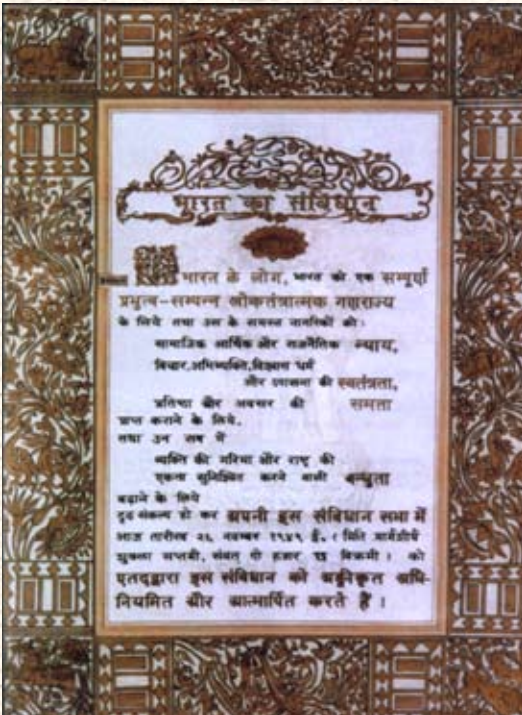 भारत का संविधान
भारत के लोग, भारत को एक सम्पूर्ण
प्रभुत्व-सम्पन्न लोकतंत्रात्मक गणराज्य
के लिये तथा उस के समस्त नागरिकों को:
सामाजिक आर्थिक और राजनैतिक न्याय,
विचार, अभिव्यक्ति, विश्वास धर्म
और उपासना की स्वतंत्रता,
प्रतिष्ठा और अवसर की समता
प्राप्त कराने के लिये,
तथा उन सब में
व्यक्ति की गरिमा और राष्ट्र की
एकता सुनिश्चित करने वाली बन्धुता
बढ़ाने के लिये
दृढ़ संकल्प हो कर अपनी इस संविधान सभा में
आज तारीख २६ नवम्बर १९४९ ई. (मिति मार्गशीर्ष
शुक्ला सप्तमी, संवत् दो हजार छः विक्रमी) को
एतद्द्वारा इस संविधान को अङ्गीकृत अधि-
नियमित और आत्मार्पित करते हैं।